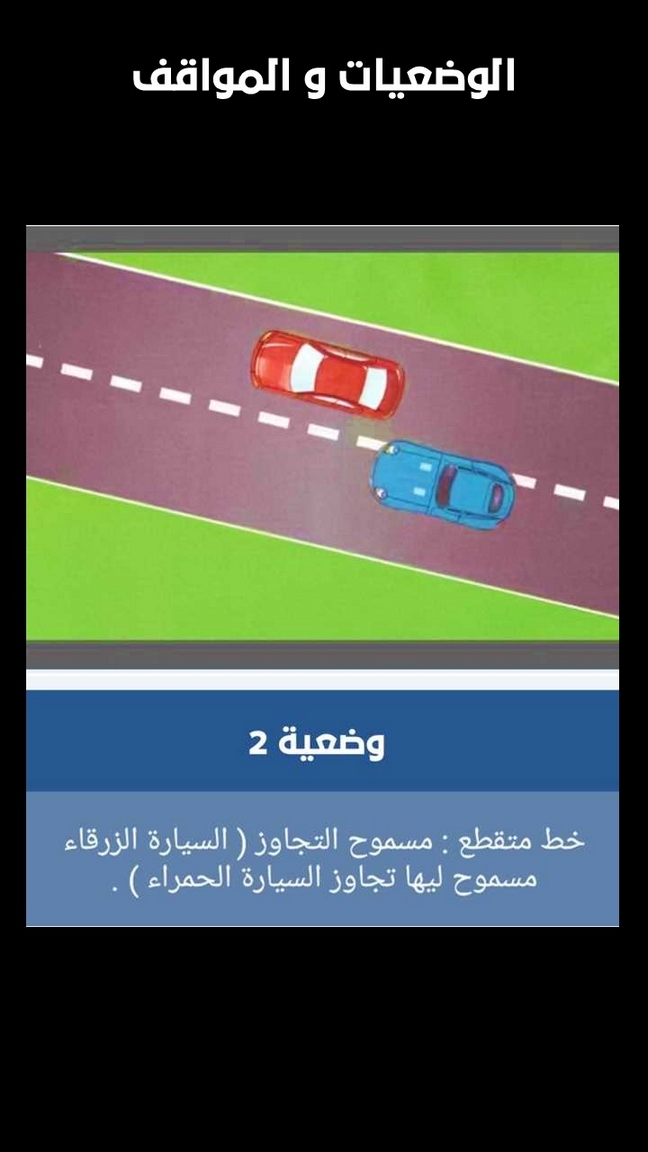 الوضعيات و المواقف
وضعية 2
خط متقطع : مسموح التجاوز ( السيارة الزرقاء
مسموح ليها تجاوز السيارة الحمراء ) .